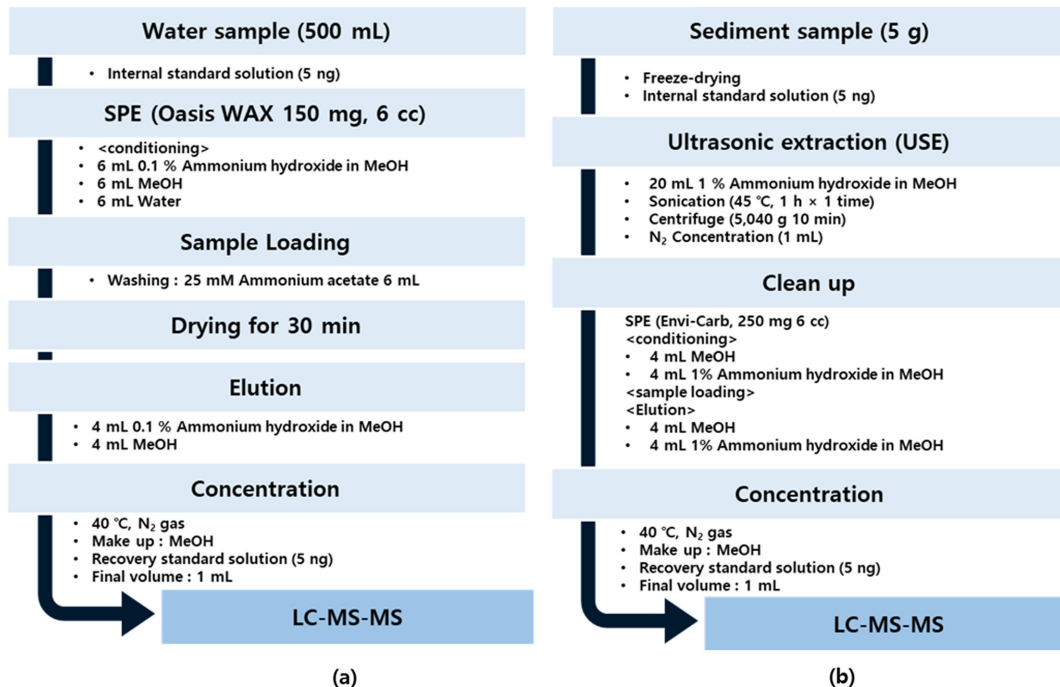 Water sample (500 mL)
• Internal standard solution (5 ng)
SPE (Oasis WAX 150 mg, 6 cc)
• <conditioning>
• 6 mL 0.1 % Ammonium hydroxide in MeOH
• 6 mL MeOH
• 6 mL Water
Sample Loading
• Washing : 25 mM Ammonium acetate 6 mL
Drying for 30 min
Elution
• 4 mL 0.1 % Ammonium hydroxide in MeOH
• 4 mL MeOH
Concentration
• 40 ℃, N₂ gas
• Make up : MeOH
• Recovery standard solution (5 ng)
• Final volume : 1 mL
LC-MS-MS
(a)
Sediment sample (5 g)
• Freeze-drying
• Internal standard solution (5 ng)
Ultrasonic extraction (USE)
• 20 mL 1 % Ammonium hydroxide in MeOH
• Sonication (45 ℃, 1 h × 1 time)
• Centrifuge (5,040 g 10 min)
• N₂ Concentration (1 mL)
Clean up
SPE (Envi-Carb, 250 mg 6 cc)
<conditioning>
• 4 mL MeOH
• 4 mL 1% Ammonium hydroxide in MeOH
<sample loading>
<Elution>
• 4 mL MeOH
• 4 mL 1% Ammonium hydroxide in MeOH
Concentration
• 40 ℃, N₂ gas
• Make up : MeOH
• Recovery standard solution (5 ng)
• Final volume : 1 mL
LC-MS-MS
(b)